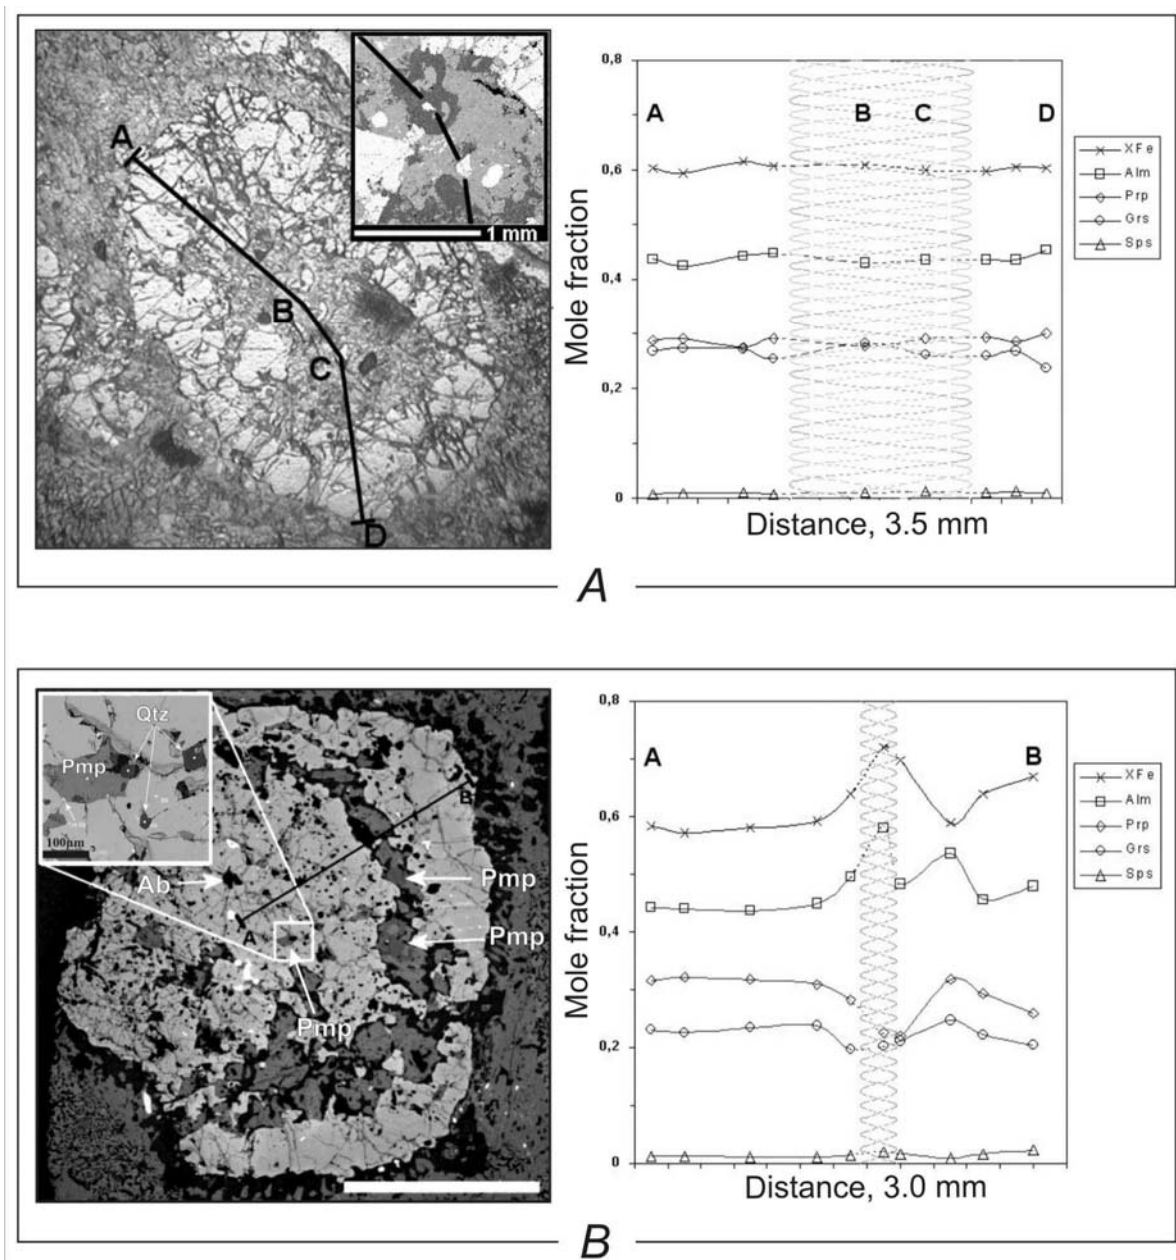 A
A
B
C
D
1 mm
0,8
0,6
0,4
0,2
0
A
B
C
D
Mole fraction
Distance, 3.5 mm
XFe
Alm
Prp
Grs
Sps
A
Qtz
Pmp
100µm
Ab
A
B
Pmp
Pmp
Pmp
0,8
0,6
0,4
0,2
0
A
B
Mole fraction
Distance, 3.0 mm
XFe
Alm
Prp
Grs
Sps
B